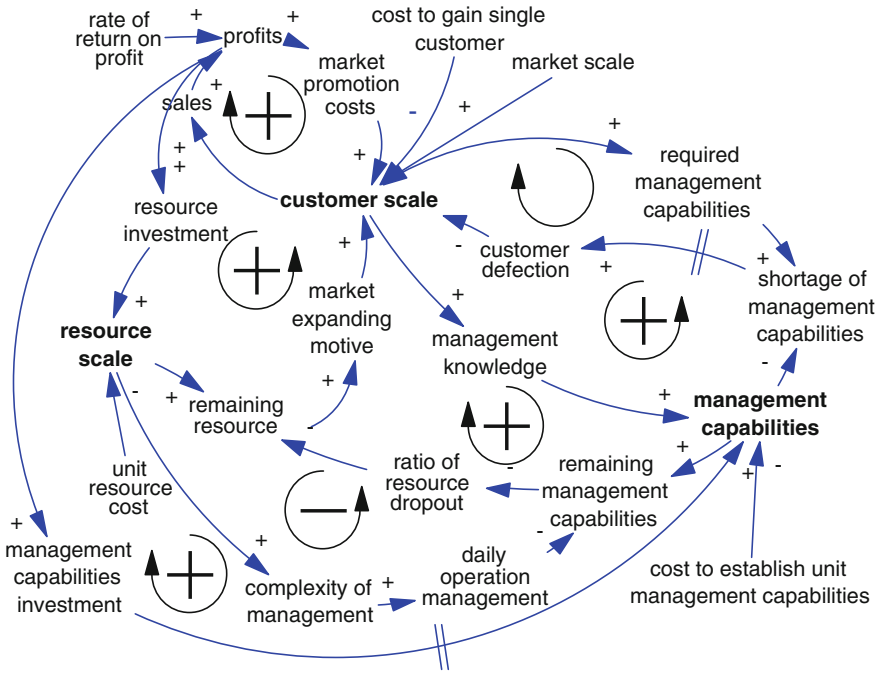 rate of
return on
profit
+
profits
+
market
promotion
costs
cost to gain single
customer
market scale
sales
+
-
+
+
+
+
+
required
management
capabilities
resource
investment
customer scale
+
-
customer
defection
+
+
shortage of
management
capabilities
market
expanding
motive
+
+
resource
scale
management
knowledge
-
-
+
+
+
management
capabilities
remaining
resource
-
+
unit
resource
cost
ratio of
resource
dropout
-
remaining
management
capabilities
+
-
+
management
capabilities
investment
+
complexity of
management
+
daily
operation
management
-
cost to establish unit
management capabilities